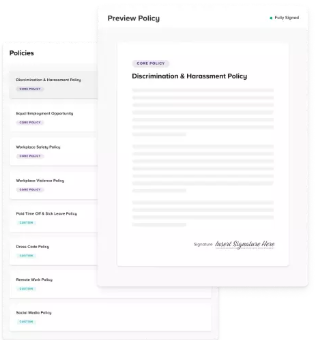 Preview Policy
Fully Signed
Policies
Discrimination & Harassment Policy
CORE POLICY
Equal Employment Opportunity
CORE POLICY
Workplace Safety Policy
CORE POLICY
Workplace Violence Policy
CORE POLICY
Paid Time Off & Sick Leave Policy
CUSTOM
Dress Code Policy
CUSTOM
Remote Work Policy
CUSTOM
Social Media Policy
CUSTOM
CORE POLICY
Discrimination & Harassment Policy
Signature Insert Signature Here